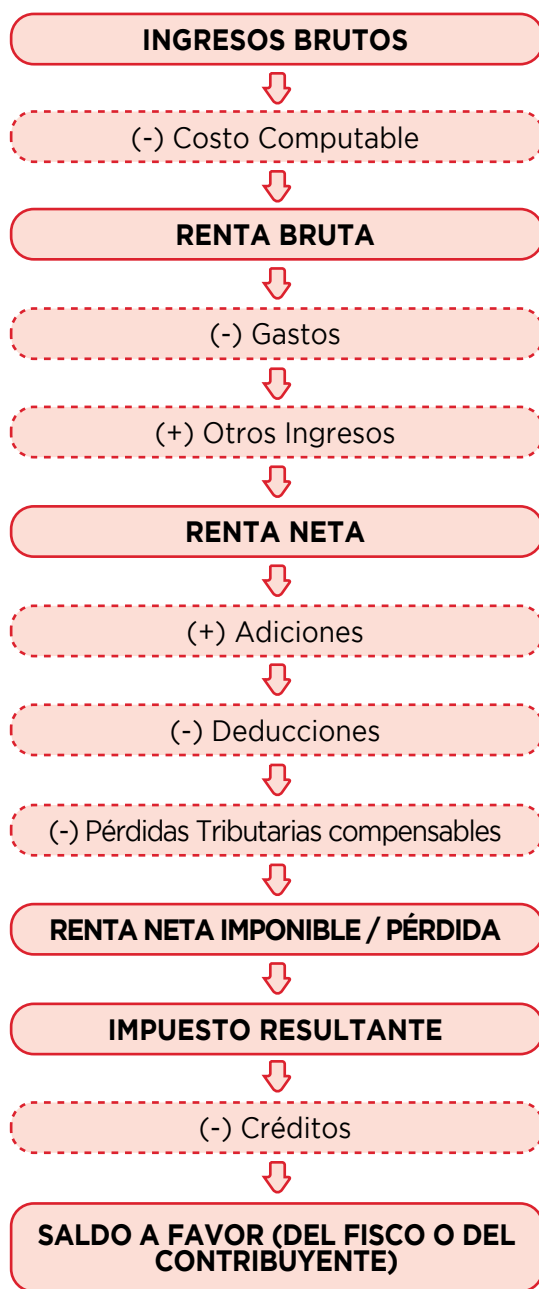 INGRESOS BRUTOS
(-) Costo Computable
RENTA BRUTA
(-) Gastos
(+) Otros Ingresos
RENTA NETA
(+) Adiciones
(-) Deducciones
(-) Pérdidas Tributarias compensables
RENTA NETA IMPONIBLE / PÉRDIDA
IMPUESTO RESULTANTE
(-) Créditos
SALDO A FAVOR (DEL FISCO O DEL
CONTRIBUYENTE)